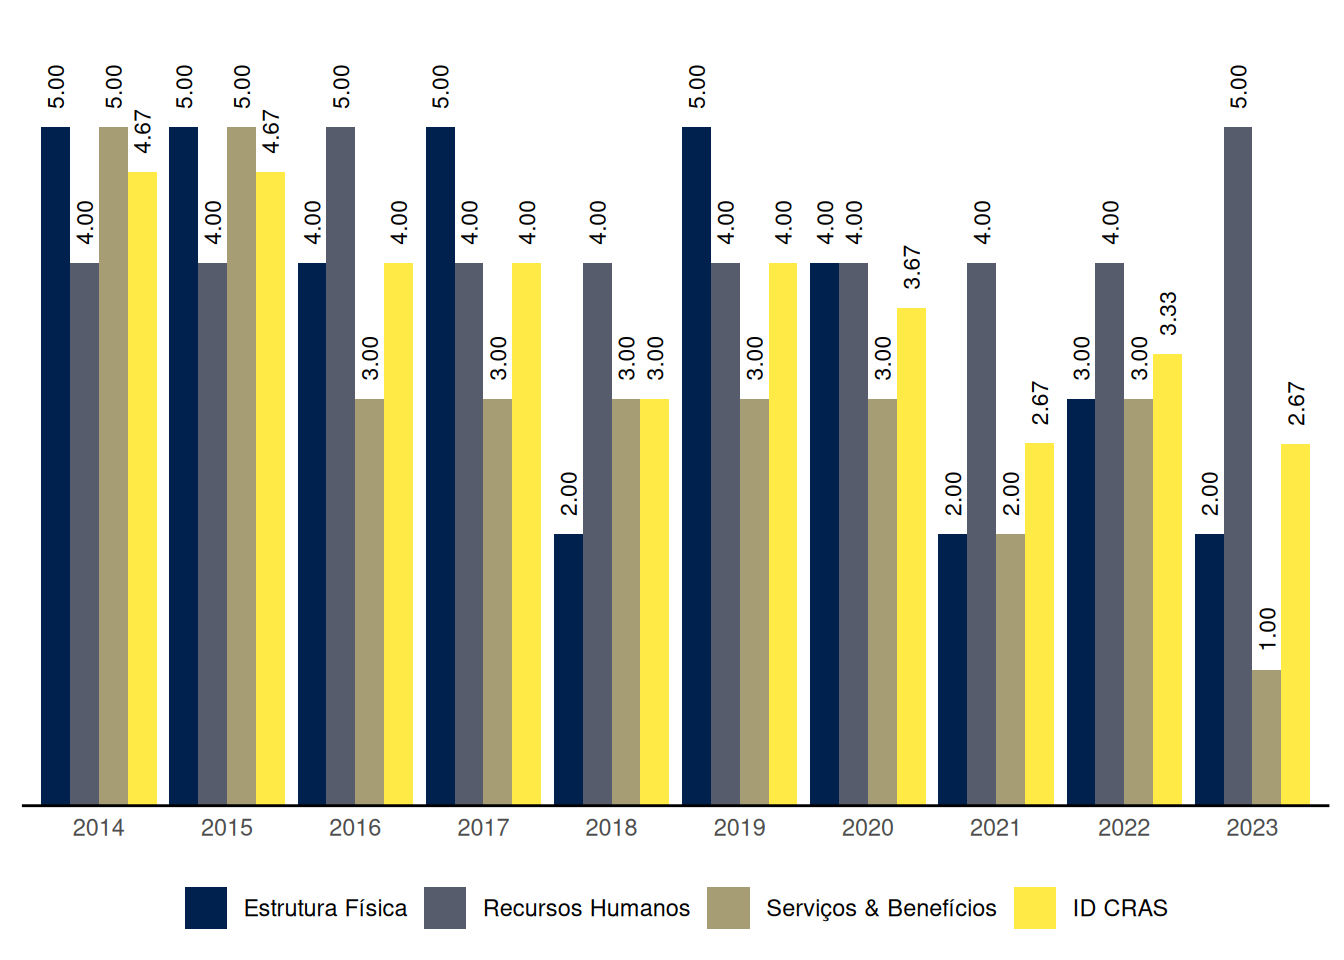 5.00 5.00 5.00 5.00 5.00 5.00 5.00 5.00
4.67 4.67
4.00 4.00 4.00 4.00 4.00 4.00 4.00 4.00 4.00 4.00 4.00 4.00 4.00
3.67
3.33
3.00 3.00 3.00 3.00 3.00 3.00 3.00 3.00
2.67 2.67
2.00 2.00 2.00 2.00
1.00
2014 2015 2016 2017 2018 2019 2020 2021 2022 2023
Estrutura Física Recursos Humanos Serviços & Benefícios ID CRAS